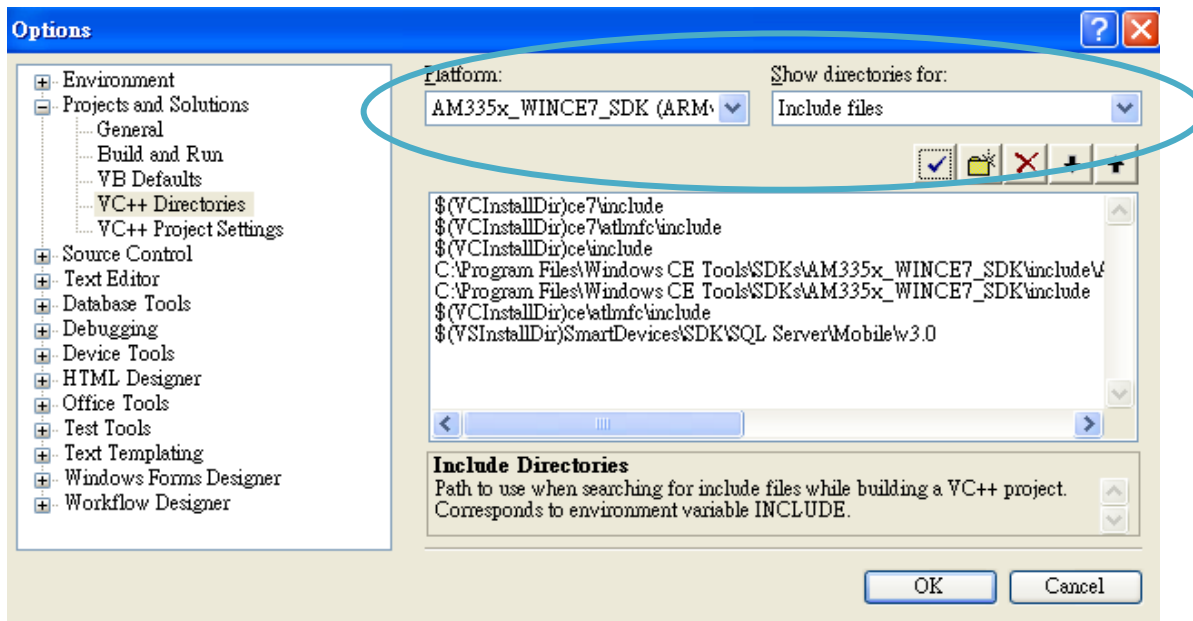 Options
Environment
Projects and Solutions
General
Build and Run
VB Defaults
VC++ Directories
VC++ Project Settings
Source Control
Text Editor
Database Tools
Debugging
Device Tools
HTML Designer
Office Tools
Test Tools
Text Templating
Windows Forms Designer
Workflow Designer
Platform:
AM335x_WINCE7_SDK (ARM
Show directories for:
Include files
$(VCInstallDir)ce7\include
$(VCInstallDir)ce7\atlmfc\include
$(VCInstallDir)ce\include
C:\Program Files\Windows CE Tools\SDKs\AM335x_WINCE7_SDK\include\A
C:\Program Files\Windows CE Tools\SDKs\AM335x_WINCE7_SDK\include
$(VCInstallDir)ce\atlmfc\include
$(VSInstallDir)SmartDevices\SDK\SQL Server\Mobile\v3.0
Include Directories
Path to use when searching for include files while building a VC++ project.
Corresponds to environment variable INCLUDE.
OK
Cancel